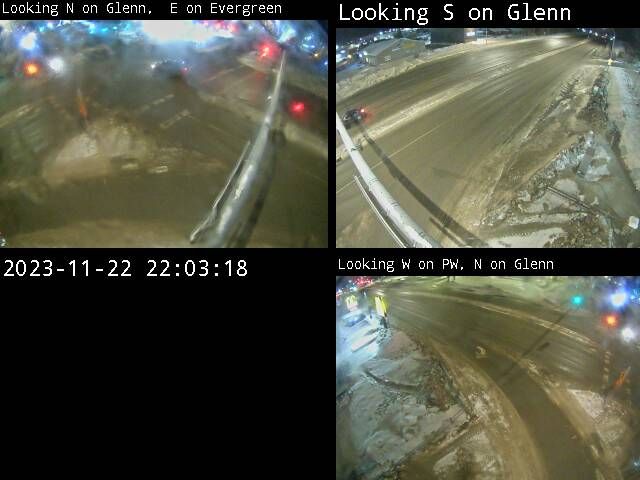 Looking N on Glenn,  E on Evergreen
Looking S on Glenn
2023-11-22 22:03:18
Looking W on PW, N on Glenn